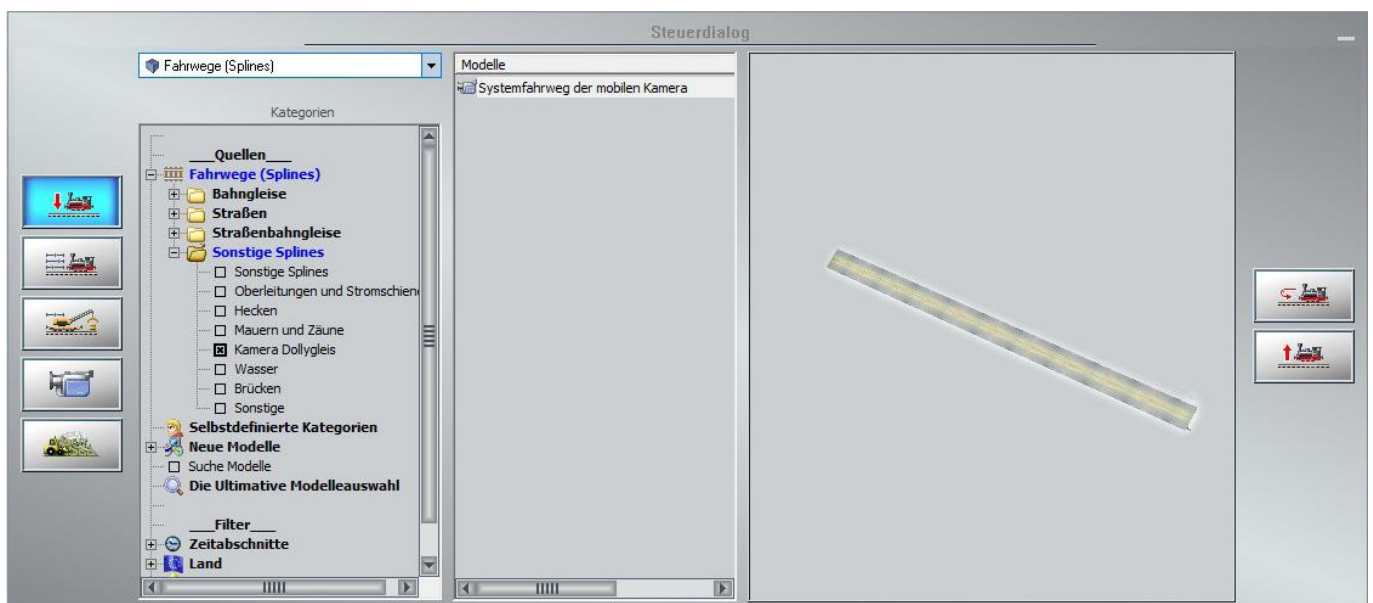 Steuerdialog
Fahrwege (Splines)
Kategorien
___Quellen___
Fahrwege (Splines)
Bahngleise
Straßen
Straßenbahngleise
Sonstige Splines
Sonstige Splines
Oberleitungen und Stromschien
Hecken
Mauern und Zäune
Kamera Dollygleis
Wasser
Brücken
Sonstige
Selbstdefinierte Kategorien
Neue Modelle
Suche Modelle
Die Ultimative Modelleauswahl
___Filter___
Zeitabschnitte
Land
Modelle
Systemfahrweg der mobilen Kamera